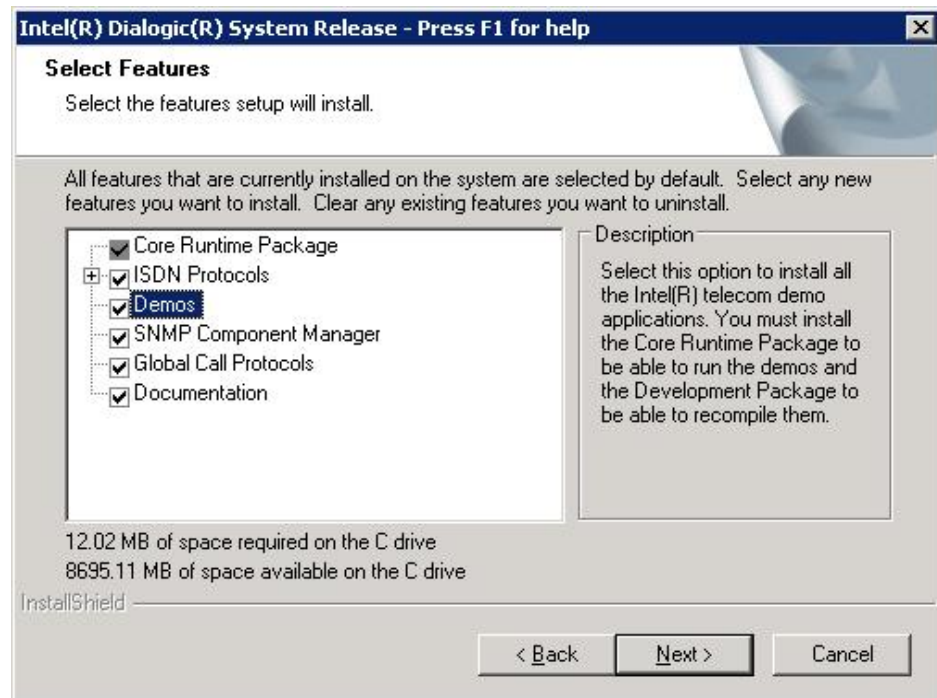 Intel(R) Dialogic(R) System Release - Press F1 for help
Select Features
Select the features setup will install.
All features that are currently installed on the system are selected by default. Select any new
features you want to install. Clear any existing features you want to uninstall.
Core Runtime Package
ISDN Protocols
Demos
SNMP Component Manager
Global Call Protocols
Documentation
Description
Select this option to install all
the Intel(R) telecom demo
applications. You must install
the Core Runtime Package to
be able to run the demos and
the Development Package to
be able to recompile them.
12.02 MB of space required on the C drive
8695.11 MB of space available on the C drive
InstallShield
< Back
Next >
Cancel